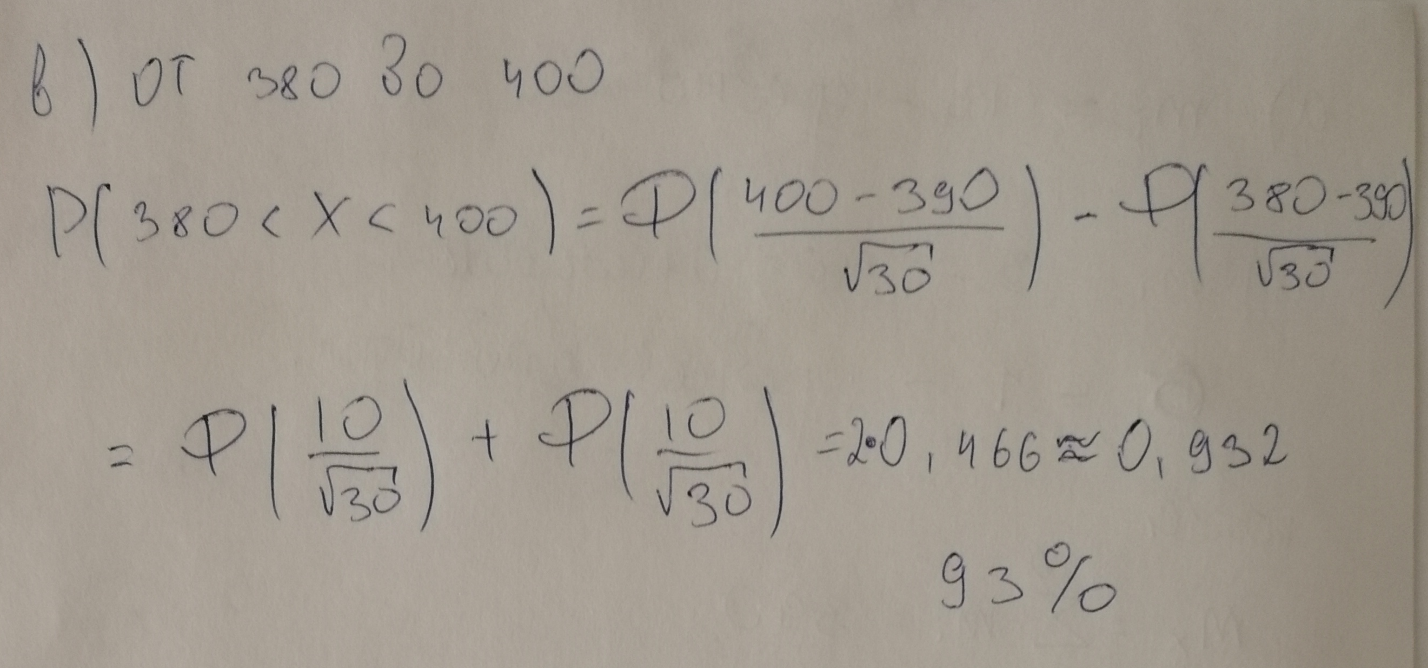 в) от 380 до 400
P(380 < X < 400) = Ф(400 - 390 / √30) - Ф(380 - 390 / √30)
= Ф(10 / √30) + Ф(10 / √30) = 2·0,466 ≈ 0,932
93%